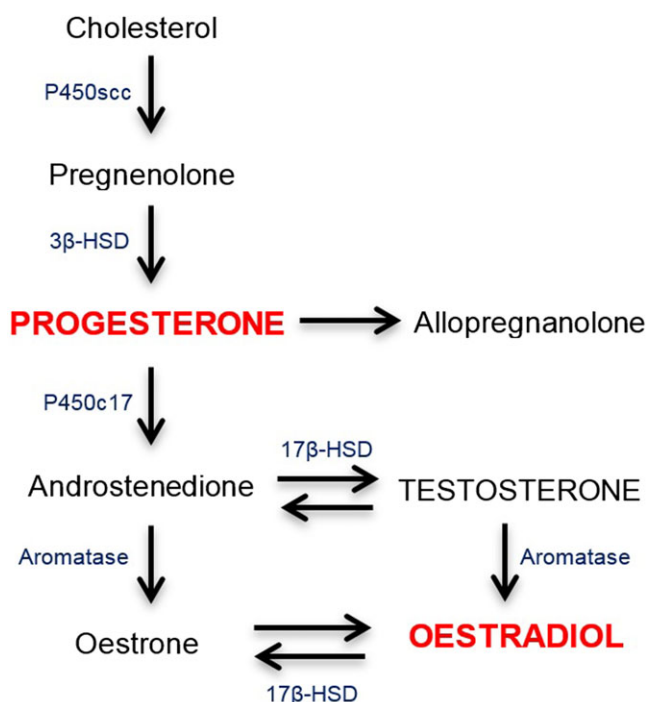 Cholesterol
P450scc
Pregnenolone
3β-HSD
PROGESTERONE
Allopregnanolone
P450c17
17β-HSD
Androstenedione
TESTOSTERONE
Aromatase
Aromatase
Oestrone
OESTRADIOL
17β-HSD